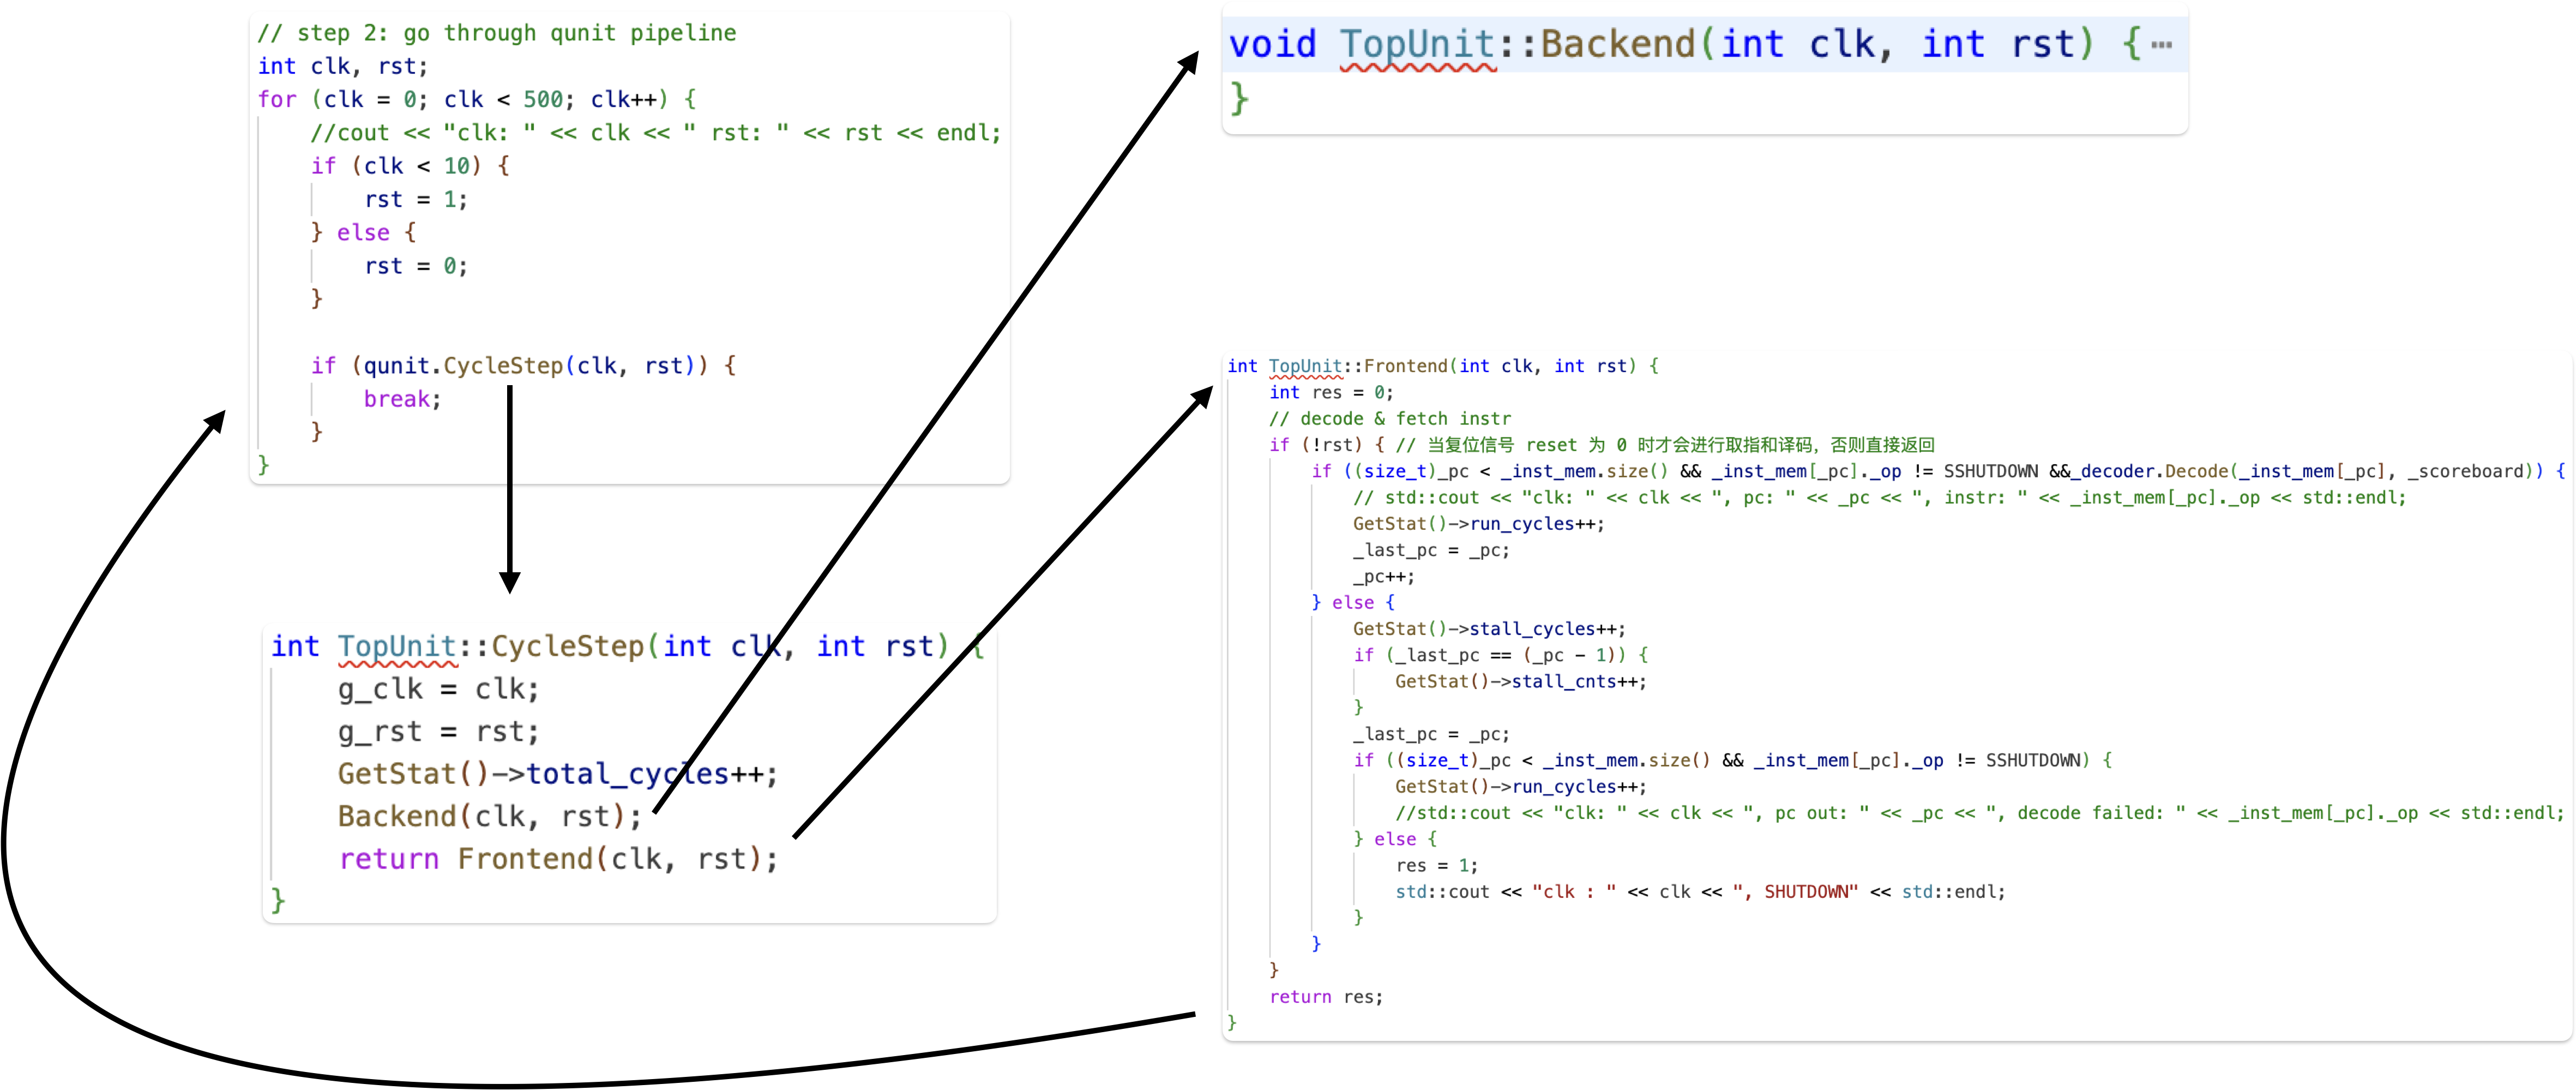 // step 2: go through qunit pipeline
int clk, rst;
for (clk = 0; clk < 500; clk++) {
    //cout << "clk: " << clk << " rst: " << rst << endl;
    if (clk < 10) {
        rst = 1;
    } else {
        rst = 0;
    }

    if (qunit.CycleStep(clk, rst)) {
        break;
    }
}
int TopUnit::CycleStep(int clk, int rst) {
    g_clk = clk;
    g_rst = rst;
    GetStat()->total_cycles++;
    Backend(clk, rst);
    return Frontend(clk, rst);
}
void TopUnit::Backend(int clk, int rst) {⋯
}
int TopUnit::Frontend(int clk, int rst) {
    int res = 0;
    // decode & fetch instr
    if (!rst) { // 当复位信号 reset 为 0 时才会进行取指和译码，否则直接返回
        if ((size_t)_pc < _inst_mem.size() && _inst_mem[_pc]._op != SSHUTDOWN &&_decoder.Decode(_inst_mem[_pc], _scoreboard)) {
            // std::cout << "clk: " << clk << ", pc: " << _pc << ", instr: " << _inst_mem[_pc]._op << std::endl;
            GetStat()->run_cycles++;
            _last_pc = _pc;
            _pc++;
        } else {
            GetStat()->stall_cycles++;
            if (_last_pc == (_pc - 1)) {
                GetStat()->stall_cnts++;
            }
            _last_pc = _pc;
            if ((size_t)_pc < _inst_mem.size() && _inst_mem[_pc]._op != SSHUTDOWN) {
                GetStat()->run_cycles++;
                //std::cout << "clk: " << clk << ", pc out: " << _pc << ", decode failed: " << _inst_mem[_pc]._op << std::endl;
            } else {
                res = 1;
                std::cout << "clk : " << clk << ", SHUTDOWN" << std::endl;
            }
        }
    }
    return res;
}